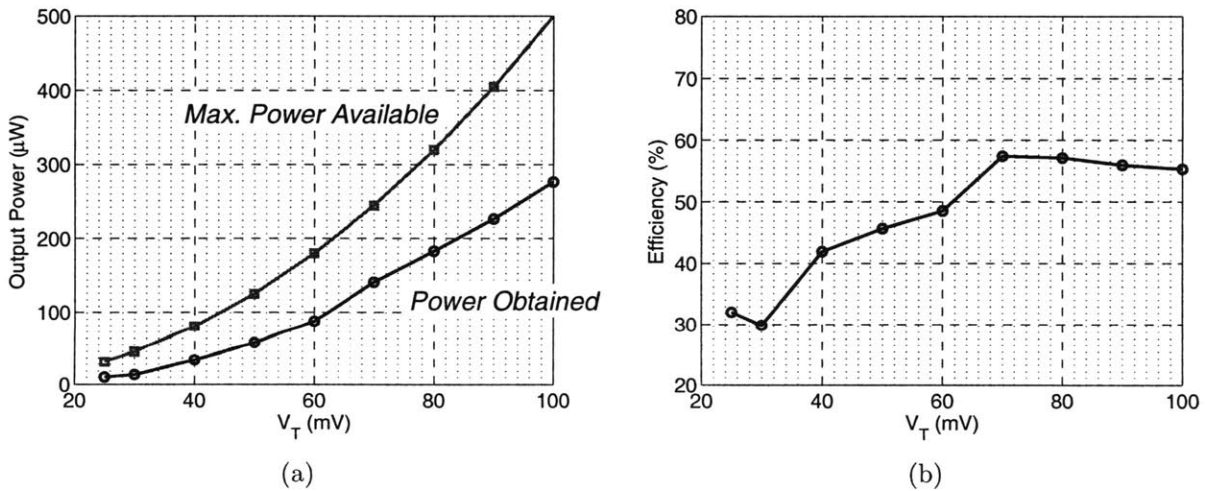 500
400
300
200
100
0
20
40
60
80
100
Output Power (µW)
V_T (mV)
Max. Power Available
Power Obtained
(a)
80
70
60
50
40
30
20
20
40
60
80
100
Efficiency (%)
V_T (mV)
(b)